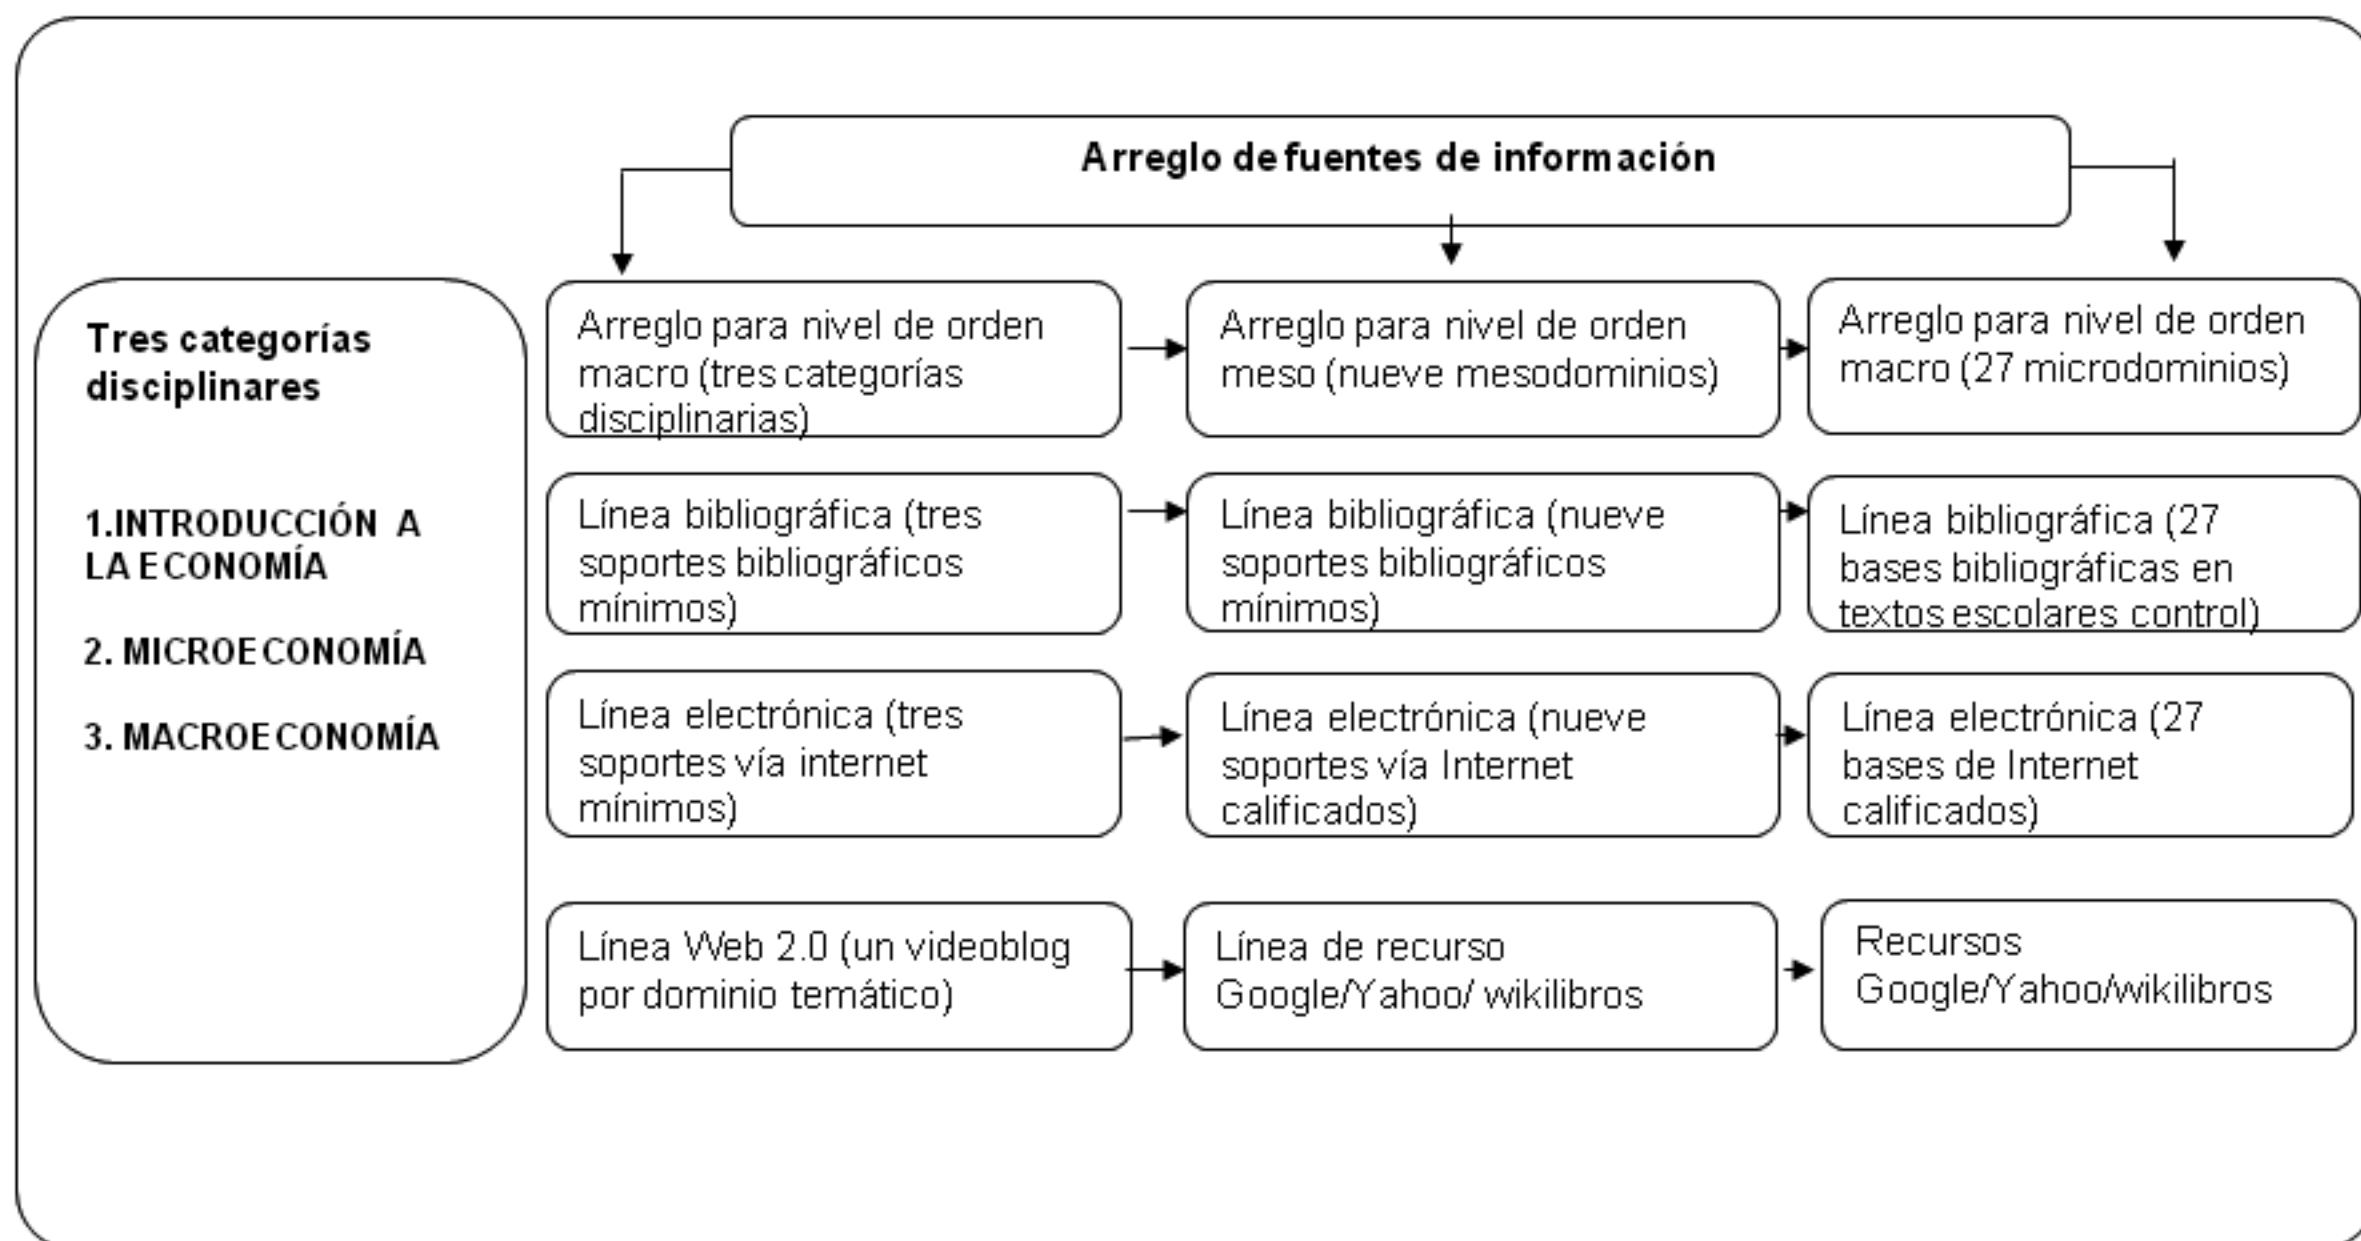 Arreglo de fuentes de información
Tres categorías
disciplinares
1.INTRODUCCIÓN A
LA ECONOMÍA
2. MICROECONOMÍA
3. MACROECONOMÍA
Arreglo para nivel de orden
macro (tres categorías
disciplinarias)
Arreglo para nivel de orden
meso (nueve mesodominios)
Arreglo para nivel de orden
macro (27 microdominios)
Línea bibliográfica (tres
soportes bibliográficos
mínimos)
Línea bibliográfica (nueve
soportes bibliográficos
mínimos)
Línea bibliográfica (27
bases bibliográficas en
textos escolares control)
Línea electrónica (tres
soportes vía internet
mínimos)
Línea electrónica (nueve
soportes vía Internet
calificados)
Línea electrónica (27
bases de Internet
calificados)
Línea Web 2.0 (un videoblog
por dominio temático)
Línea de recurso
Google/Yahoo/ wikilibros
Recursos
Google/Yahoo/wikilibros